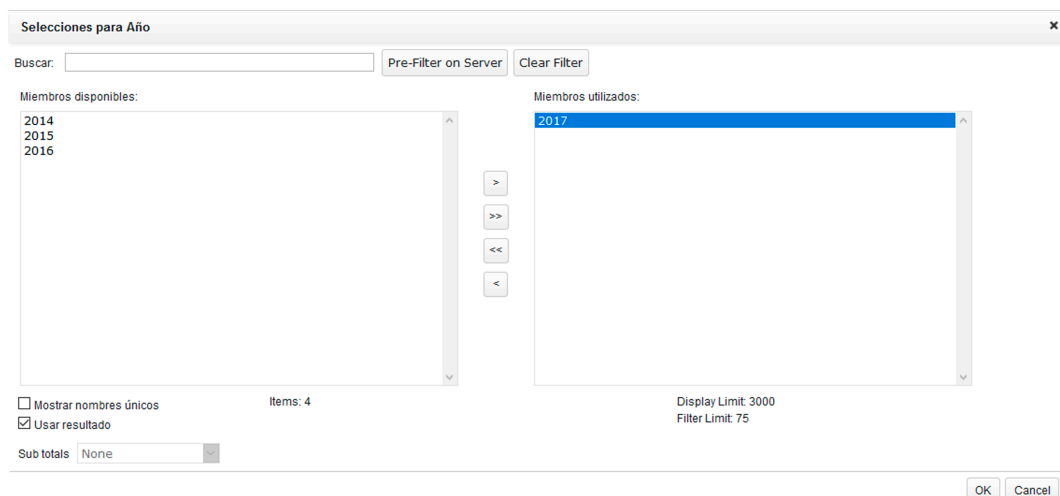 Selecciones para Año ×
Buscar: Pre-Filter on Server Clear Filter
Miembros disponibles: Miembros utilizados:
2014 2017
2015
2016
>
>>
<<
<
Mostrar nombres únicos Items: 4 Display Limit: 3000
Usar resultado Filter Limit: 75
Sub totals None
OK Cancel